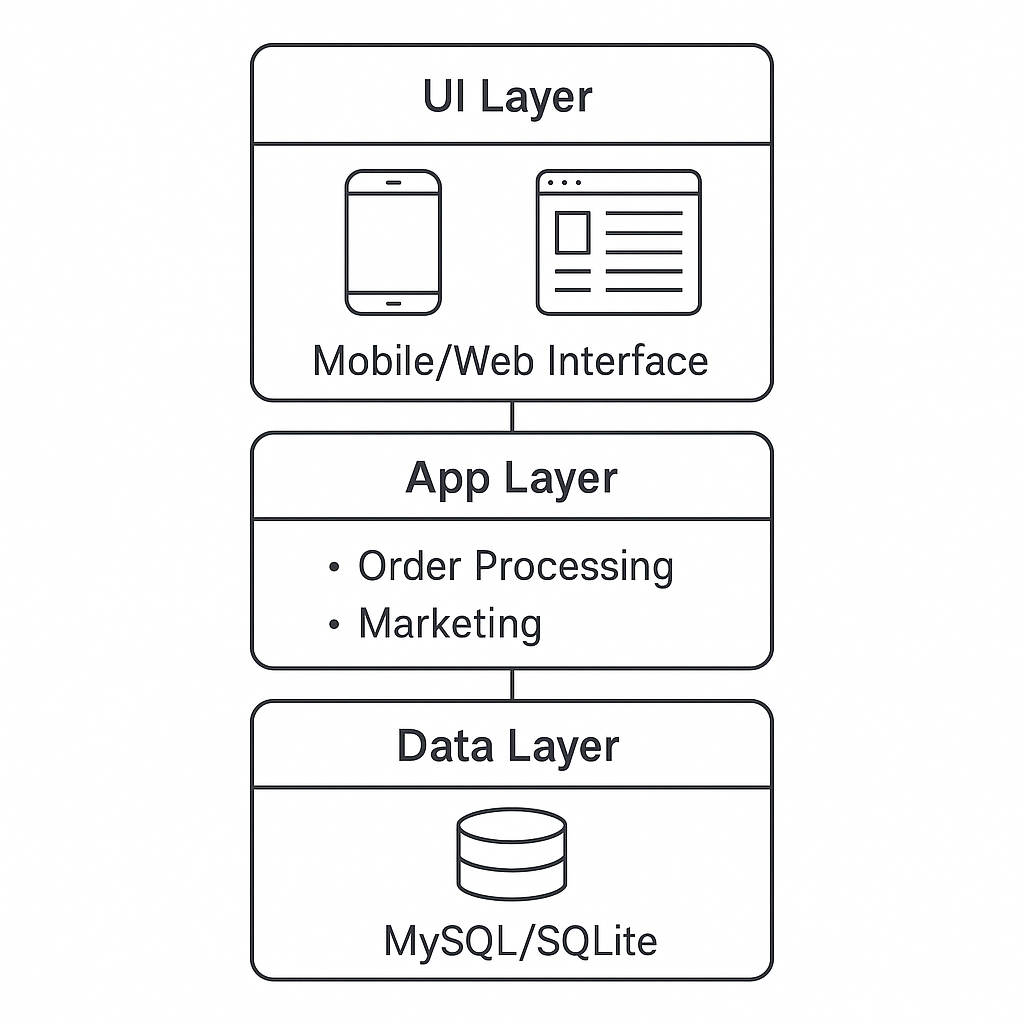 UI Layer
Mobile/Web Interface
App Layer
• Order Processing
• Marketing
Data Layer
MySQL/SQLite